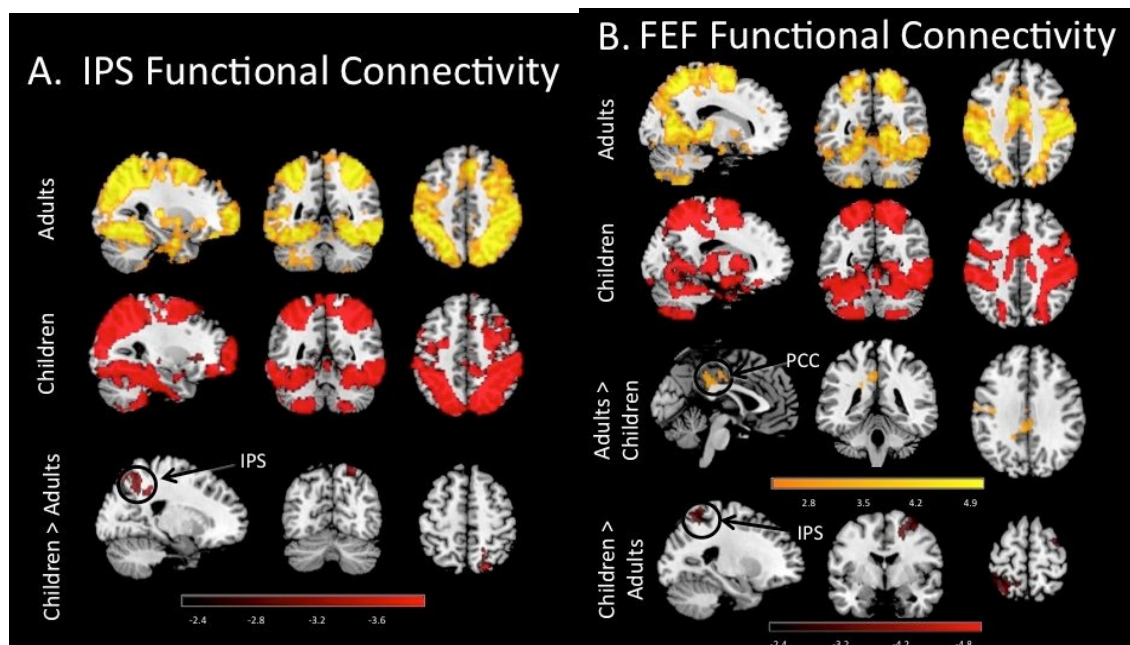 A. IPS Functional Connectivity
Adults
Children
Children > Adults
IPS
-2.4 -2.8 -3.2 -3.6
B. FEF Functional Connectivity
Adults
Children
Adults >
Children
PCC
2.8 3.5 4.2 4.9
Children >
Adults
IPS
-2.4 -3.2 -4.2 -4.8